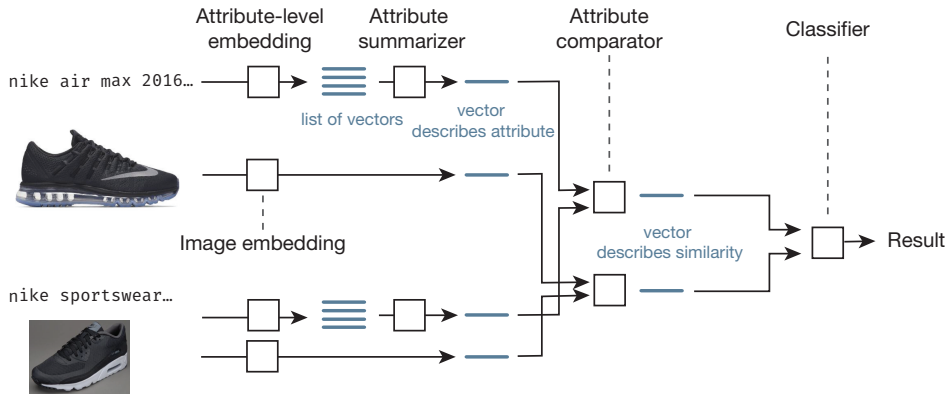 Attribute-level
embedding
Attribute
summarizer
Attribute
comparator
Classifier
nike air max 2016…
list of vectors
vector
describes attribute
Image embedding
vector
describes similarity
Result
nike sportswear…